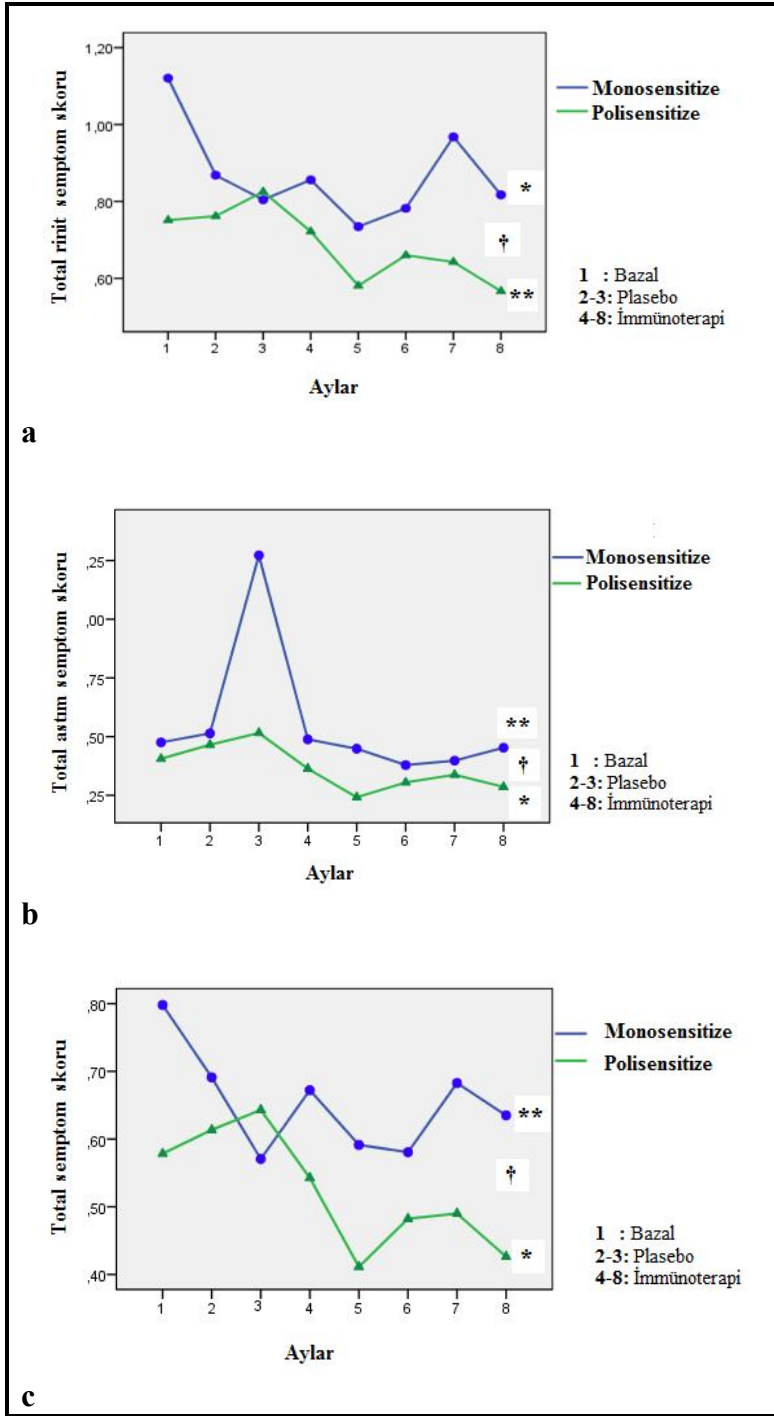 Total rinit semptom skoru
1,20
1,00
,80
,60
1 2 3 4 5 6 7 8
Aylar
Monosensitize
Polisensitize
*
†
**
1 : Bazal
2-3: Plasebo
4-8: İmmünoterapi
a
Total astım semptom skoru
,25
,00
,75
,50
,25
1 2 3 4 5 6 7 8
Aylar
Monosensitize
Polisensitize
**
†
*
1 : Bazal
2-3: Plasebo
4-8: İmmünoterapi
b
Total semptom skoru
,80
,70
,60
,50
,40
1 2 3 4 5 6 7 8
Aylar
Monosensitize
Polisensitize
**
†
*
1 : Bazal
2-3: Plasebo
4-8: İmmünoterapi
c